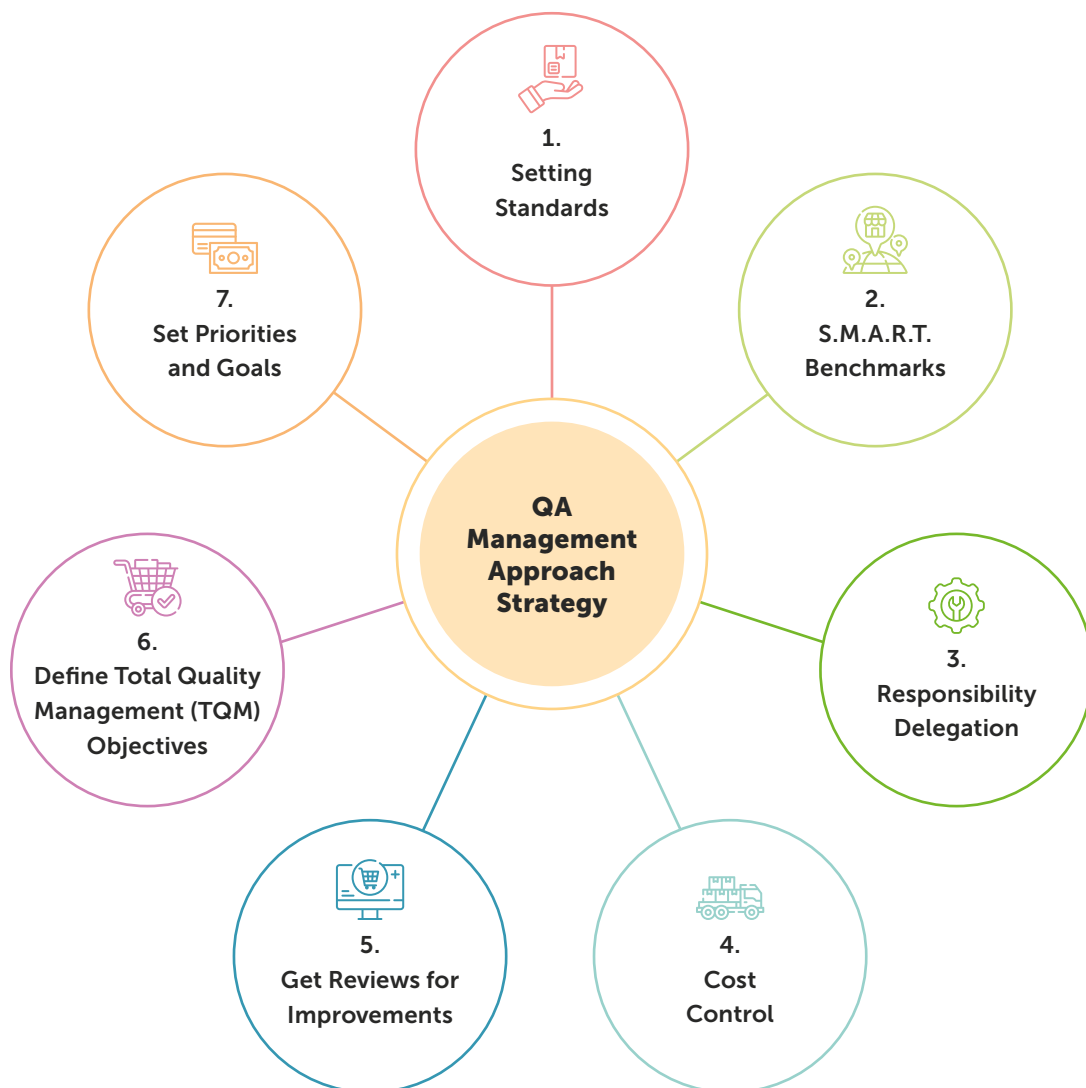 1.
Setting
Standards
2.
S.M.A.R.T.
Benchmarks
3.
Responsibility
Delegation
4.
Cost
Control
5.
Get Reviews for
Improvements
6.
Define Total Quality
Management (TQM)
Objectives
7.
Set Priorities
and Goals
QA
Management
Approach
Strategy